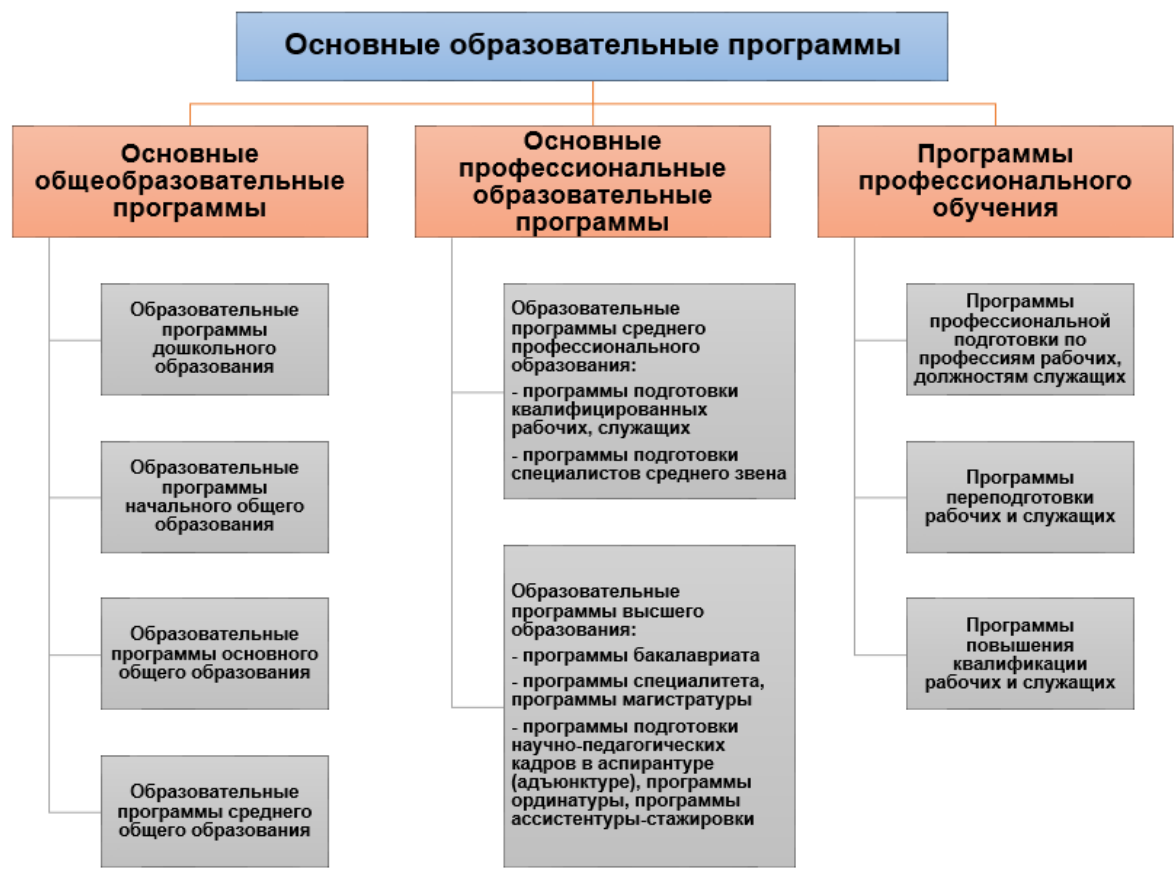 Основные образовательные программы
Основные
общеобразовательные
программы
Образовательные
программы
дошкольного
образования
Образовательные
программы
начального общего
образования
Образовательные
программы основного
общего образования
Образовательные
программы среднего
общего образования
Основные
профессиональные
образовательные
программы
Образовательные
программы среднего
профессионального
образования:
- программы подготовки
квалифицированных
рабочих, служащих
- программы подготовки
специалистов среднего звена
Образовательные
программы высшего
образования:
- программы бакалавриата
- программы специалитета,
программы магистратуры
- программы подготовки
научно-педагогических
кадров в аспирантуре
(адъюнктуре), программы
ординатуры, программы
ассистентуры-стажировки
Программы
профессионального
обучения
Программы
профессиональной
подготовки по
профессиям рабочих,
должностям служащих
Программы
переподготовки
рабочих и служащих
Программы
повышения
квалификации
рабочих и служащих